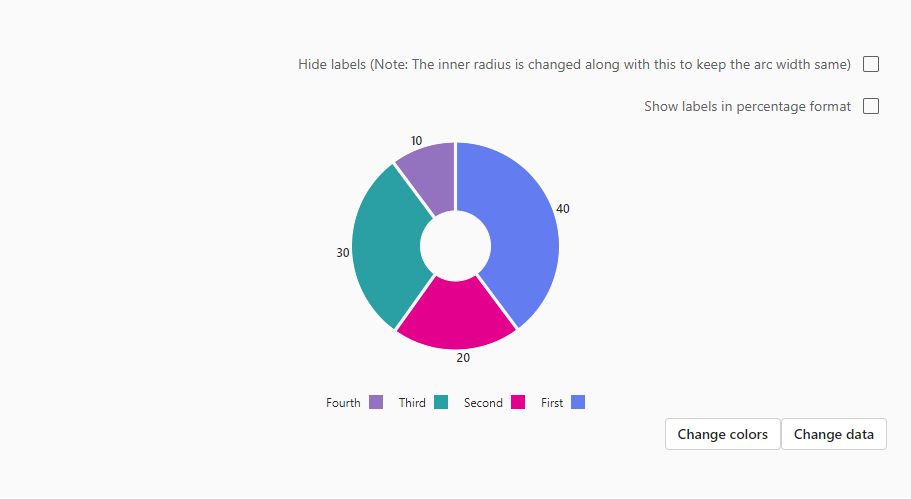 Hide labels (Note: The inner radius is changed along with this to keep the arc width same)
Show labels in percentage format
10
40
30
20
Fourth Third Second First
Change colors Change data